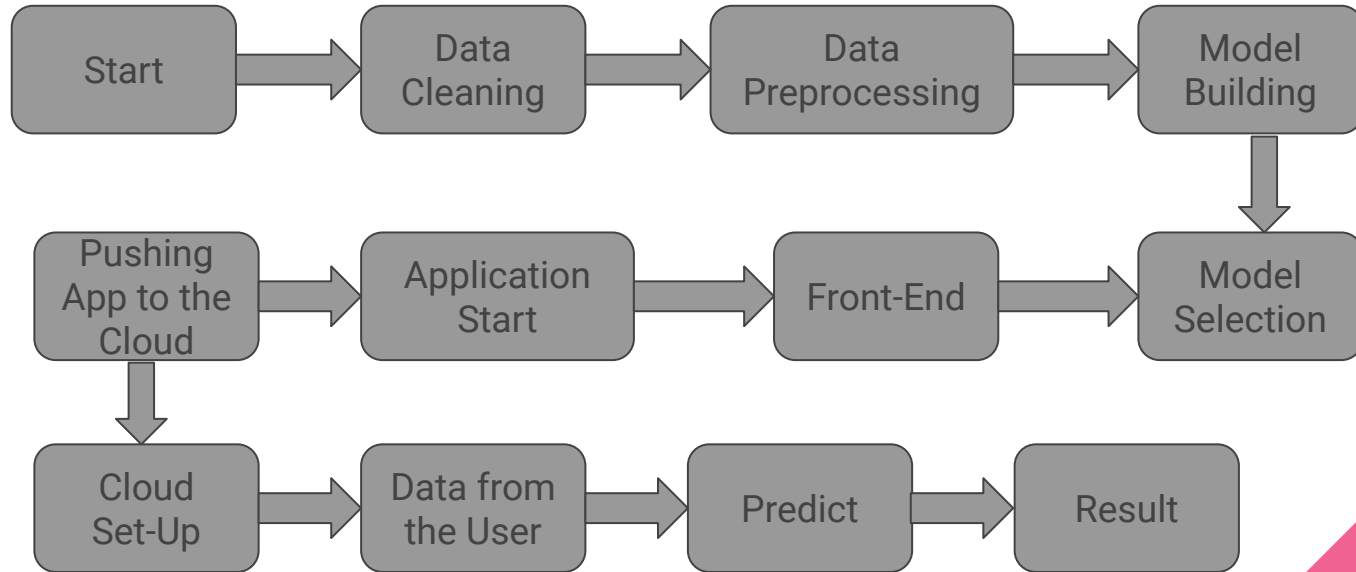 Start
Data
Cleaning
Data
Preprocessing
Model
Building
Pushing
App to the
Cloud
Application
Start
Front-End
Model
Selection
Cloud
Set-Up
Data from
the User
Predict
Result